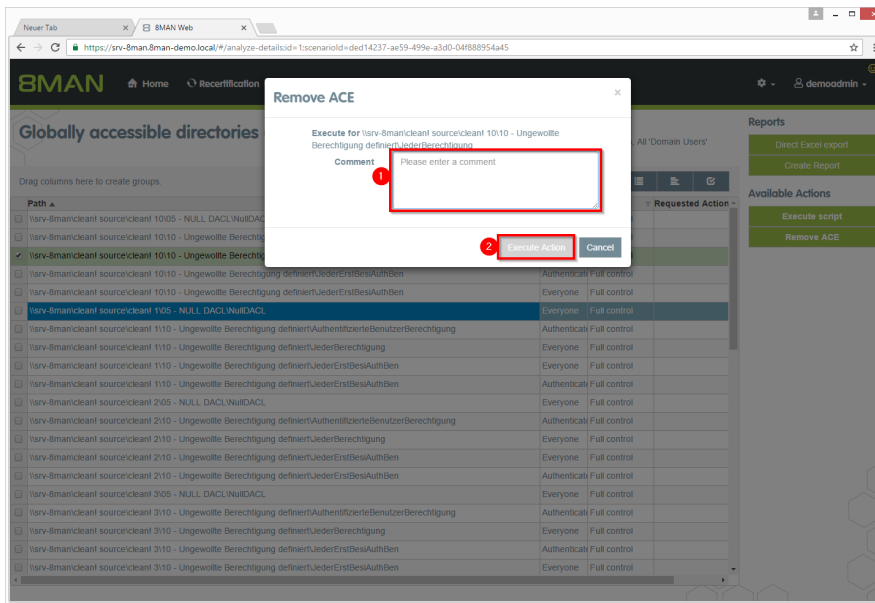 Neuer Tab
8MAN Web
https://srv-8man.8man-demo.local/#/analyze-details:id=1:scenarioId=ded14237-ae59-499e-a3d0-04f888954a45
8MAN
Home
Recertification
demoadmin
Remove ACE
Execute for \\srv-8man\clean! source\clean! 10\10 - Ungewollte
Berechtigung definiert\JederBerechtigung
Comment
Please enter a comment
1
2
Execute Action
Cancel
Globally accessible directories
, All 'Domain Users'
Reports
Direct Excel export
Create Report
Available Actions
Execute script
Remove ACE
Drag columns here to create groups.
Path
Requested Action
\\srv-8man\clean! source\clean! 10\05 - NULL DACL\NullDAC
\\srv-8man\clean! source\clean! 10\10 - Ungewollte Berechtig
\\srv-8man\clean! source\clean! 10\10 - Ungewollte Berechtig
\\srv-8man\clean! source\clean! 10\10 - Ungewollte Berechtigung definiert\JederErstBesiAuthBen Authenticate Full control
\\srv-8man\clean! source\clean! 10\10 - Ungewollte Berechtigung definiert\JederErstBesiAuthBen Everyone Full control
\\srv-8man\clean! source\clean! 1\05 - NULL DACL\NullDACL Everyone Full control
\\srv-8man\clean! source\clean! 1\10 - Ungewollte Berechtigung definiert\AuthentifizierteBenutzerBerechtigung Authenticate Full control
\\srv-8man\clean! source\clean! 1\10 - Ungewollte Berechtigung definiert\JederBerechtigung Everyone Full control
\\srv-8man\clean! source\clean! 1\10 - Ungewollte Berechtigung definiert\JederErstBesiAuthBen Everyone Full control
\\srv-8man\clean! source\clean! 1\10 - Ungewollte Berechtigung definiert\JederErstBesiAuthBen Authenticate Full control
\\srv-8man\clean! source\clean! 2\05 - NULL DACL\NullDACL Everyone Full control
\\srv-8man\clean! source\clean! 2\10 - Ungewollte Berechtigung definiert\AuthentifizierteBenutzerBerechtigung Authenticate Full control
\\srv-8man\clean! source\clean! 2\10 - Ungewollte Berechtigung definiert\JederBerechtigung Everyone Full control
\\srv-8man\clean! source\clean! 2\10 - Ungewollte Berechtigung definiert\JederErstBesiAuthBen Everyone Full control
\\srv-8man\clean! source\clean! 2\10 - Ungewollte Berechtigung definiert\JederErstBesiAuthBen Authenticate Full control
\\srv-8man\clean! source\clean! 3\05 - NULL DACL\NullDACL Everyone Full control
\\srv-8man\clean! source\clean! 3\10 - Ungewollte Berechtigung definiert\AuthentifizierteBenutzerBerechtigung Authenticate Full control
\\srv-8man\clean! source\clean! 3\10 - Ungewollte Berechtigung definiert\JederBerechtigung Everyone Full control
\\srv-8man\clean! source\clean! 3\10 - Ungewollte Berechtigung definiert\JederErstBesiAuthBen Authenticate Full control
\\srv-8man\clean! source\clean! 3\10 - Ungewollte Berechtigung definiert\JederErstBesiAuthBen Everyone Full control